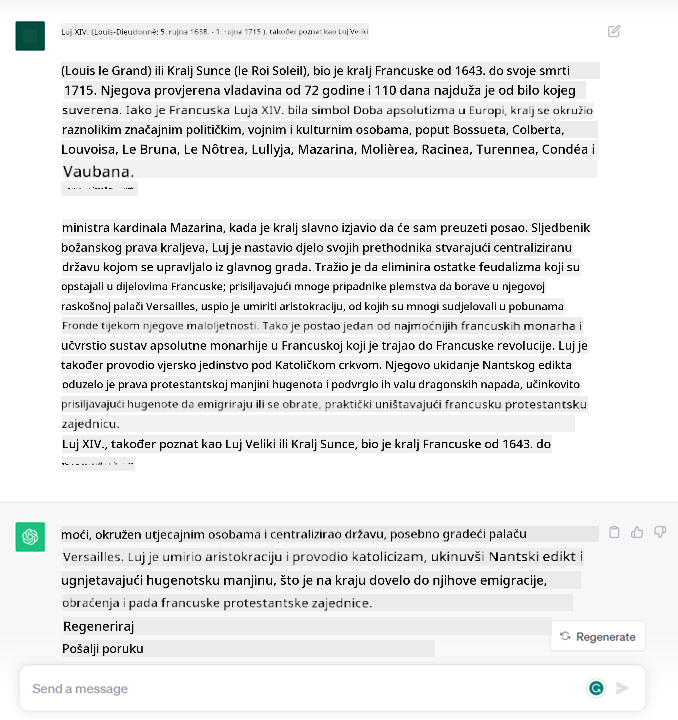 Luj XIV. (Louis-Dieudonné; 5. rujna 1638. - 1. rujna 1715.), također poznat kao Luj Veliki
(Louis le Grand) ili Kralj Sunce (le Roi Soleil), bio je kralj Francuske od 1643. do svoje smrti
1715. Njegova provjerena vladavina od 72 godine i 110 dana najduža je od bilo kojeg
suverena. Iako je Francuska Luja XIV. bila simbol Doba apsolutizma u Europi, kralj se okružio
raznolikim značajnim političkim, vojnim i kulturnim osobama, poput Bossueta, Colberta,
Louvoisa, Le Bruna, Le Nôtrea, Lullyja, Mazarina, Molièrea, Racinea, Turennea, Condéa i
Vaubana.
ministra kardinala Mazarina, kada je kralj slavno izjavio da će sam preuzeti posao. Sljedbenik
božanskog prava kraljeva, Luj je nastavio djelo svojih prethodnika stvarajući centraliziranu
državu kojom se upravljalo iz glavnog grada. Tražio je da eliminira ostatke feudalizma koji su
opstajali u dijelovima Francuske; prisiljavajući mnoge pripadnike plemstva da borave u njegovoj
raskošnoj palači Versailles, uspio je umiriti aristokraciju, od kojih su mnogi sudjelovali u pobunama
Fronde tijekom njegove maloljetnosti. Tako je postao jedan od najmoćnijih francuskih monarha i
učvrstio sustav apsolutne monarhije u Francuskoj koji je trajao do Francuske revolucije. Luj je
također provodio vjersko jedinstvo pod Katoličkom crkvom. Njegovo ukidanje Nantskog edikta
oduzelo je prava protestantskoj manjini hugenota i podvrglo ih valu dragonskih napada, učinkovito
prisiljavajući hugenote da emigriraju ili se obrate, praktički uništavajući francusku protestantsku
zajednicu.
Luj XIV., također poznat kao Luj Veliki ili Kralj Sunce, bio je kralj Francuske od 1643. do
moći, okružen utjecajnim osobama i centralizirao državu, posebno gradeći palaču
Versailles. Luj je umirio aristokraciju i provodio katolicizam, ukinuvši Nantski edikt i
ugnjetavajući hugenotsku manjinu, što je na kraju dovelo do njihove emigracije,
obraćenja i pada francuske protestantske zajednice.
Regeneriraj
Regenerate
Pošalji poruku
Send a message